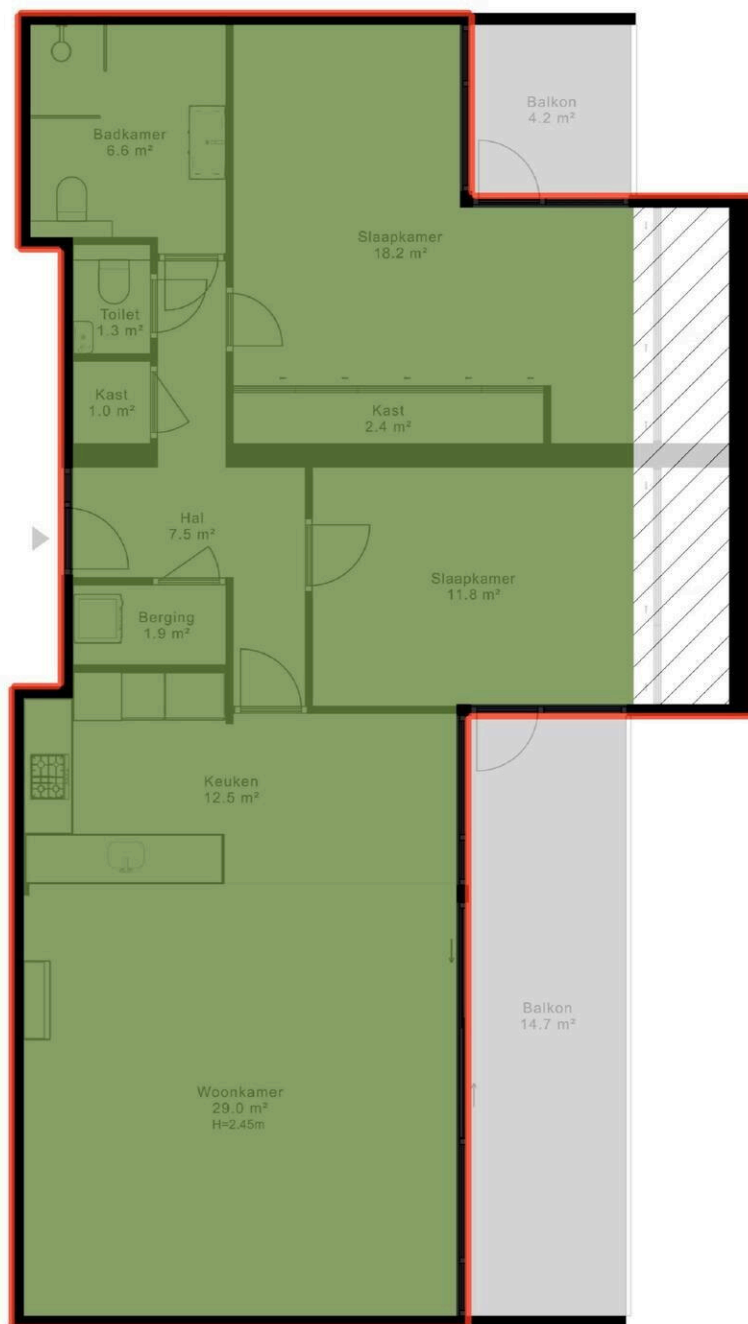 Balkon
4.2 m²
Badkamer
6.6 m²
Slaapkamer
18.2 m²
Toilet
1.3 m²
Kast
1.0 m²
Kast
2.4 m²
Hal
7.5 m²
Slaapkamer
11.8 m²
Berging
1.9 m²
Keuken
12.5 m²
Balkon
14.7 m²
Woonkamer
29.0 m²
H=2.45m